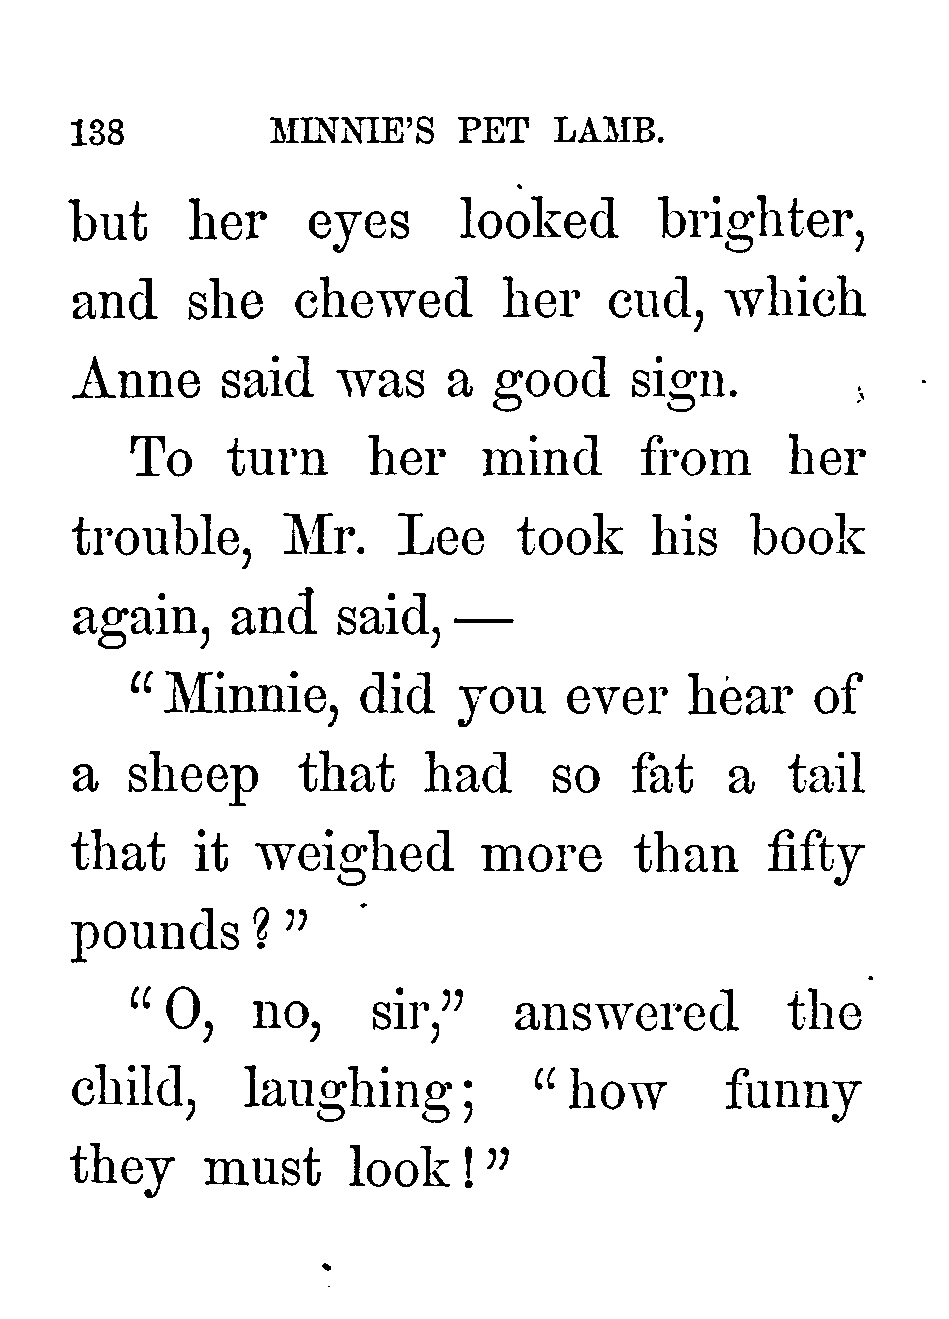 138 MINNIE'S PET LAMB.
but her eyes looked brighter,
and she chewed her cud, which
Anne said was a good sign.
To turn her mind from her
trouble, Mr. Lee took his book
again, and said,—
"Minnie, did you ever hear of
a sheep that had so fat a tail
that it weighed more than fifty
pounds?"
"O, no, sir," answered the
child, laughing; "how funny
they must look!"